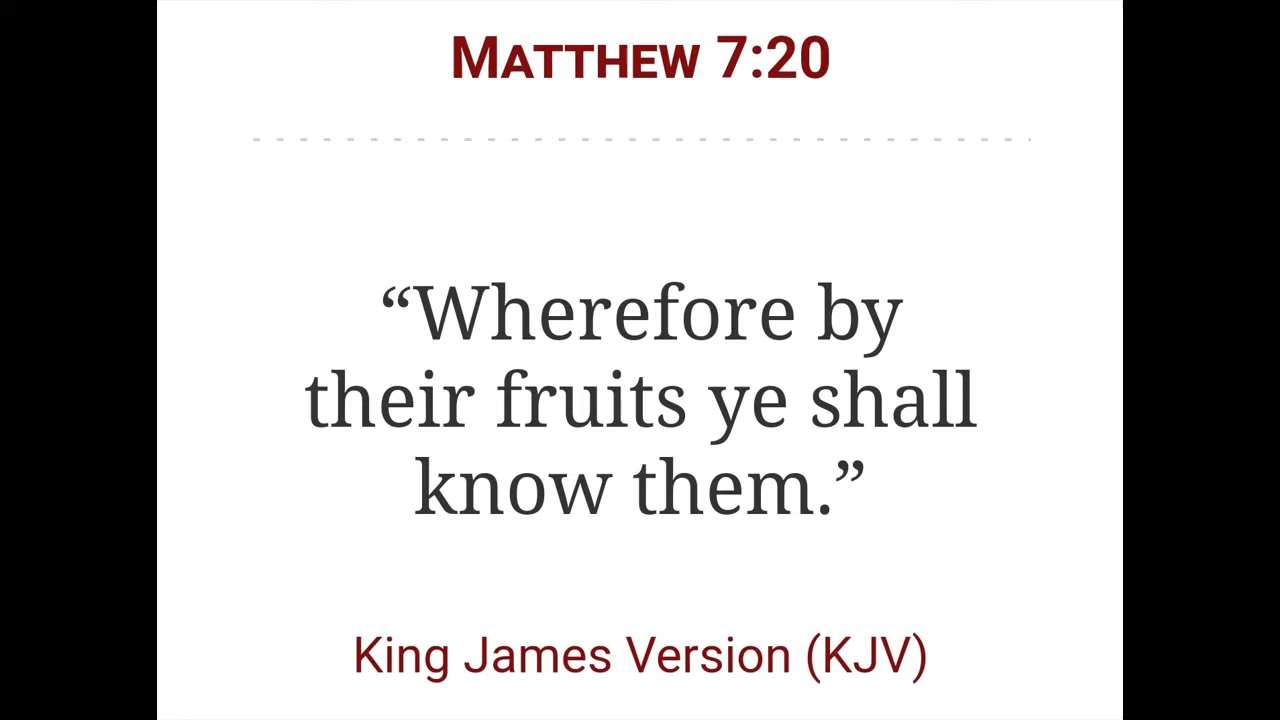 Matthew 7:20
“Wherefore by
their fruits ye shall
know them.”
King James Version (KJV)